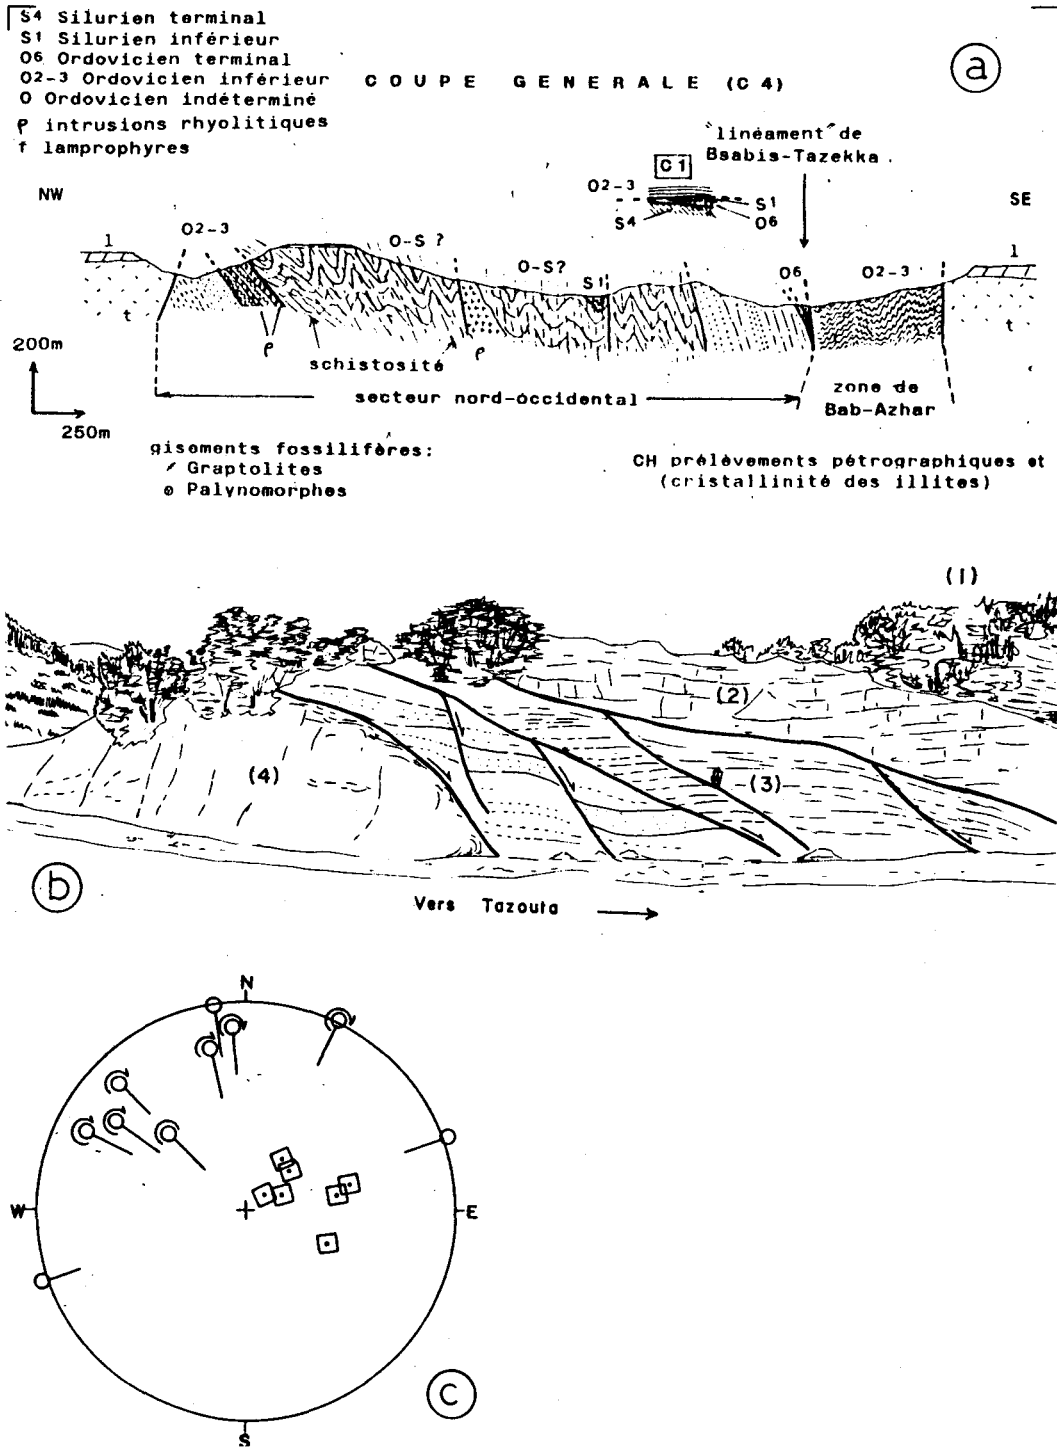 S4 Silurien terminal
S1 Silurien inférieur
O6 Ordovicien terminal
O2-3 Ordovicien inférieur
O Ordovicien indéterminé
ρ intrusions rhyolitiques
f lamprophyres
COUPE GENERALE (C4)
a
"linéament" de
Bsabis-Tazekka
C1
O2-3
S1
S4
O6
NW
SE
l
O2-3
O-S ?
O-S?
S1
O6
O2-3
l
t
t
ρ
schistosité
ρ
200m
250m
secteur nord-occidental
zone de
Bab-Azhar
gisements fossilifères:
Graptolites
Palynomorphes
CH prélèvements pétrographiques et
(cristallinité des illites)
(1)
(2)
(3)
(4)
b
Vers Tazouta
N
W
E
S
c